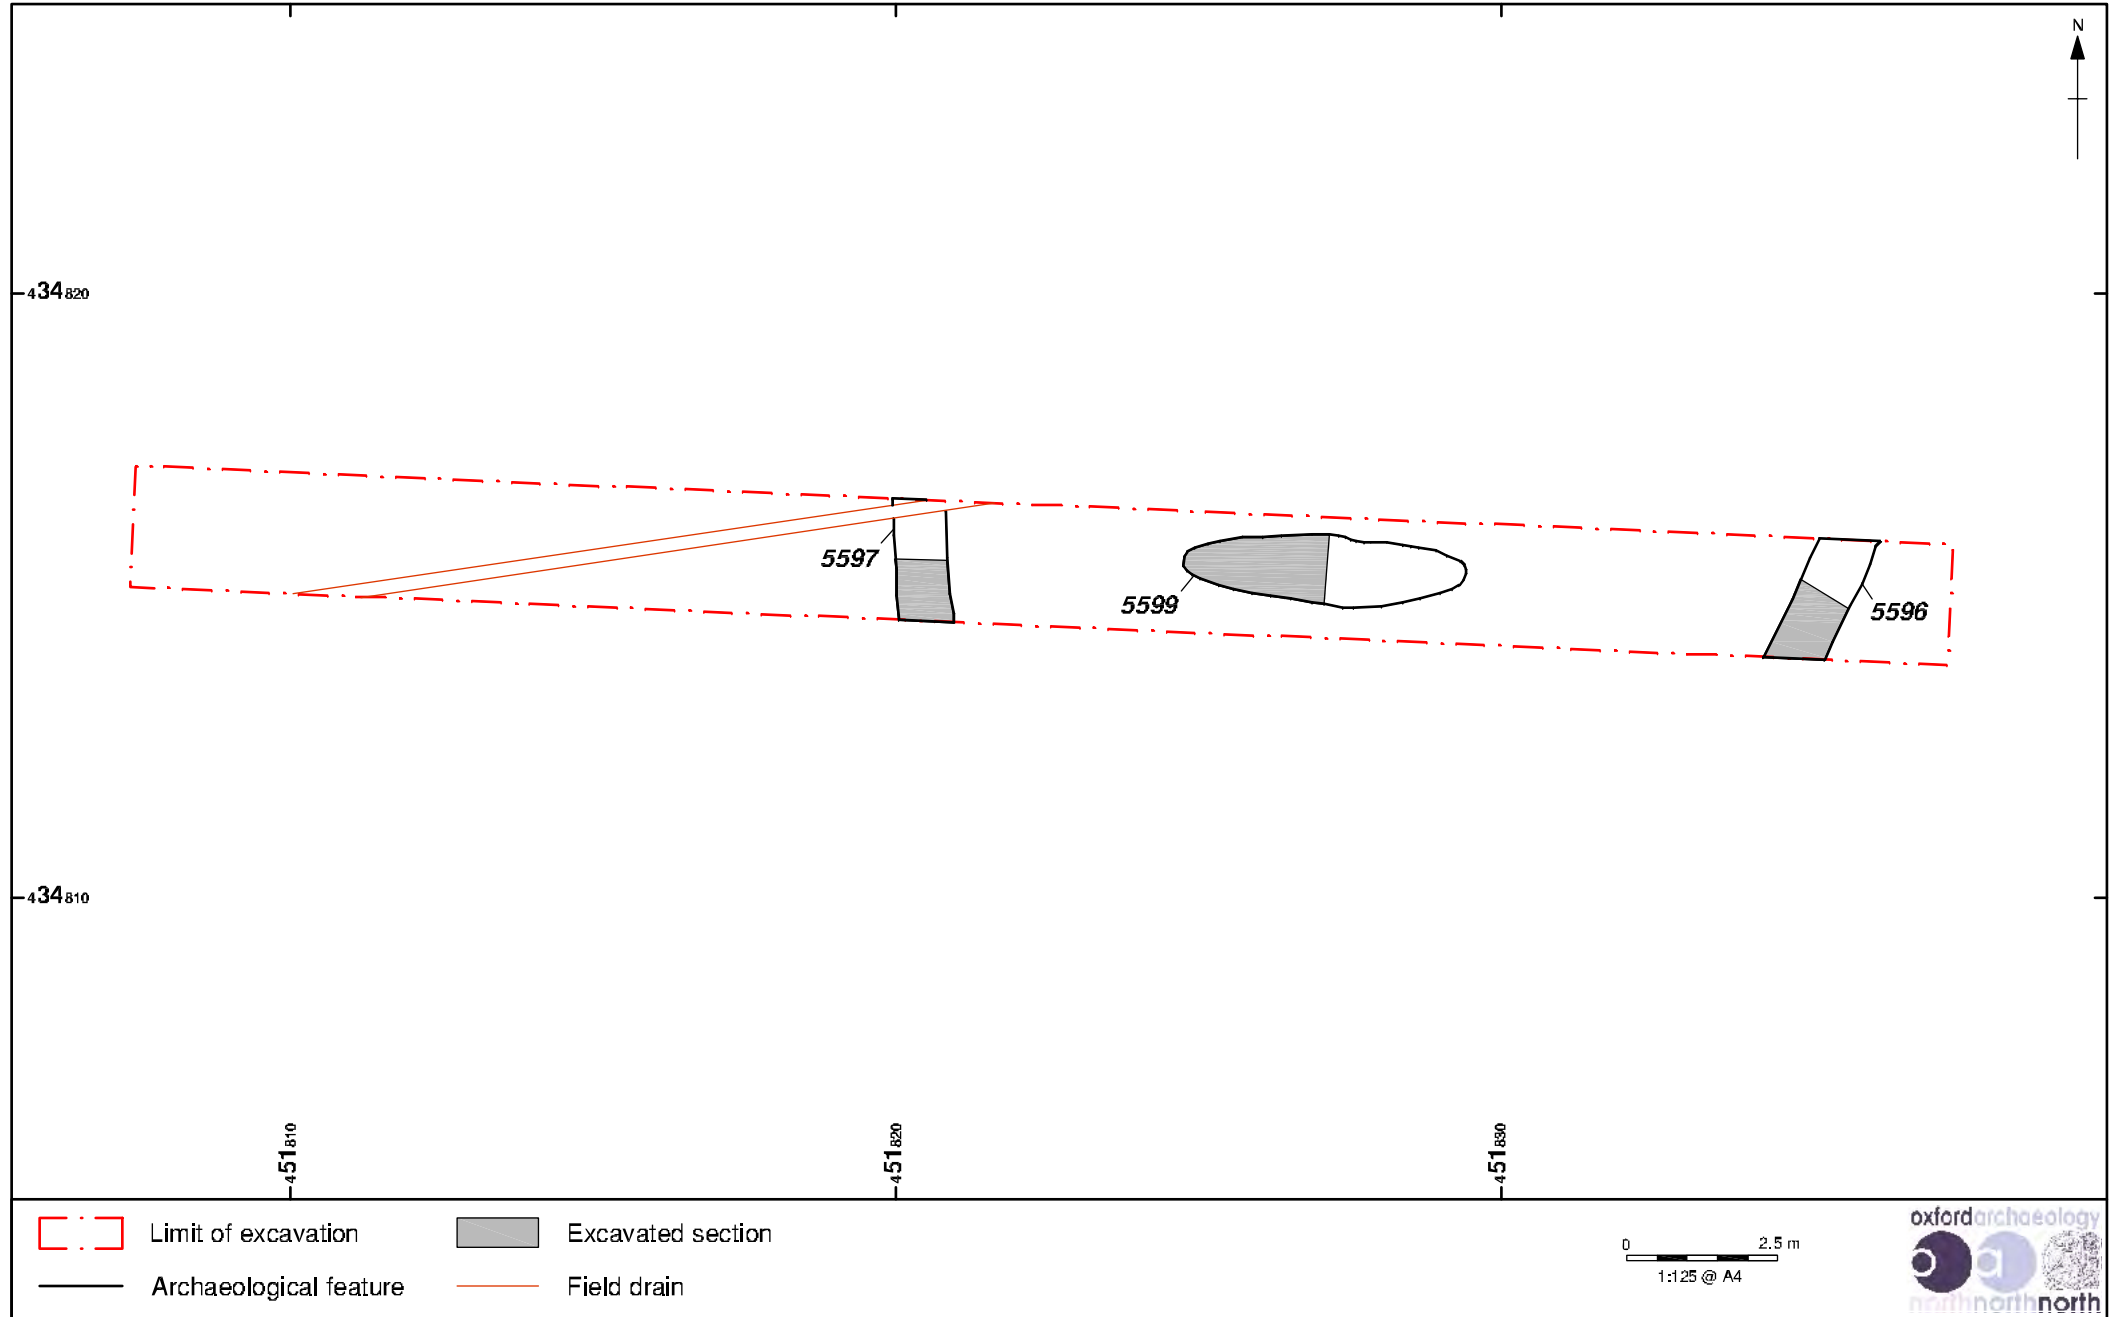 N
434820
5597
5599
5596
434810
451810
451820
451830
Limit of excavation
Excavated section
Archaeological feature
Field drain
0 2.5 m
1:125 @ A4
oxfordarchaeology
northnorthnorth